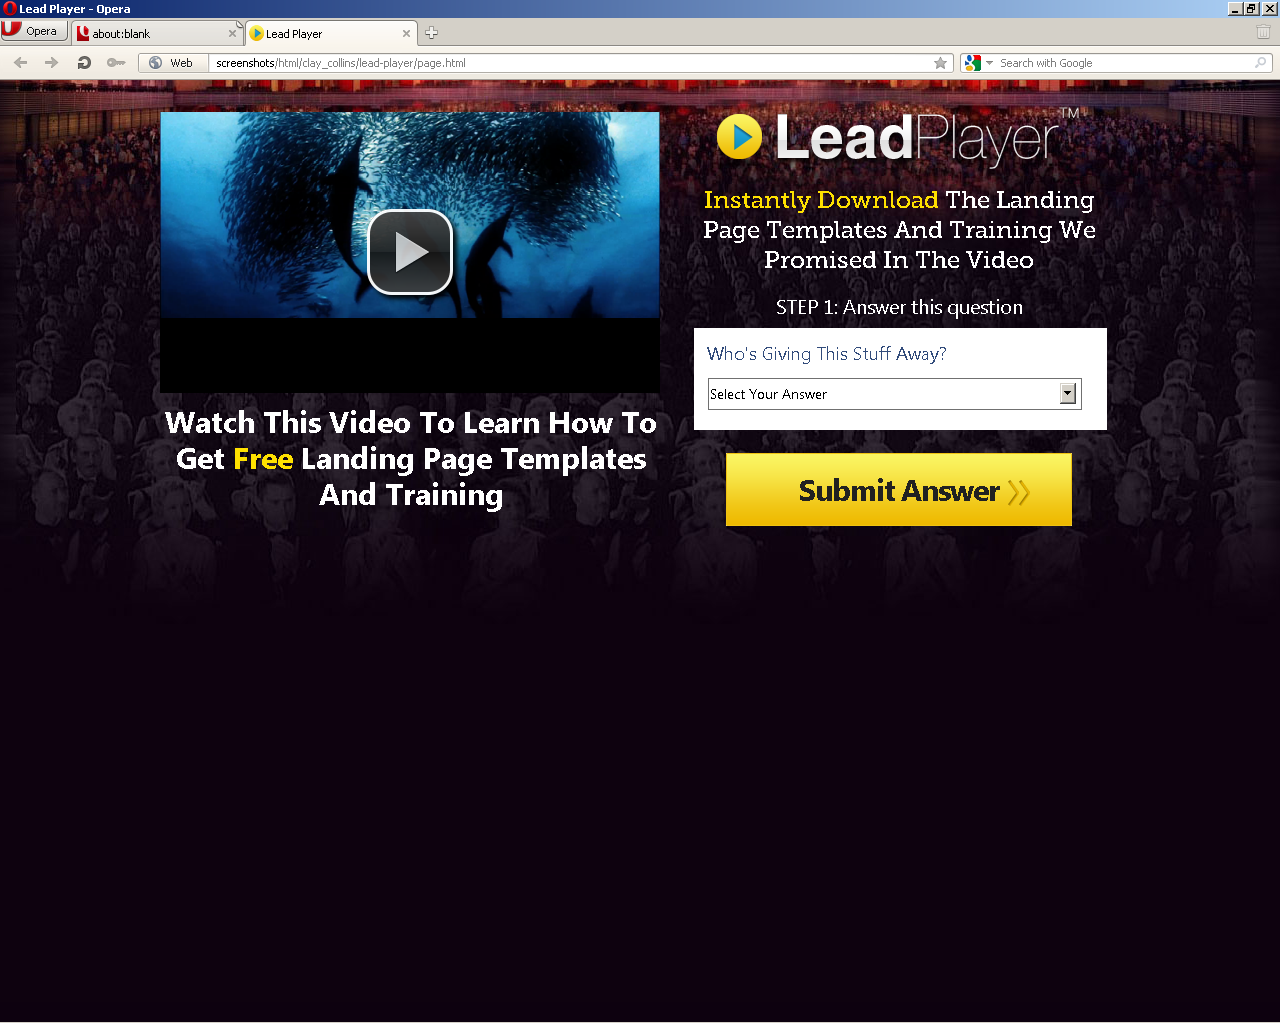 Lead Player - Opera
Opera
about:blank
Lead Player
Web
screenshots/html/clay_collins/lead-player/page.html
Search with Google
LeadPlayer™
Instantly Download The Landing
Page Templates And Training We
Promised In The Video
STEP 1: Answer this question
Who's Giving This Stuff Away?
Select Your Answer
Submit Answer »
Watch This Video To Learn How To
Get Free Landing Page Templates
And Training